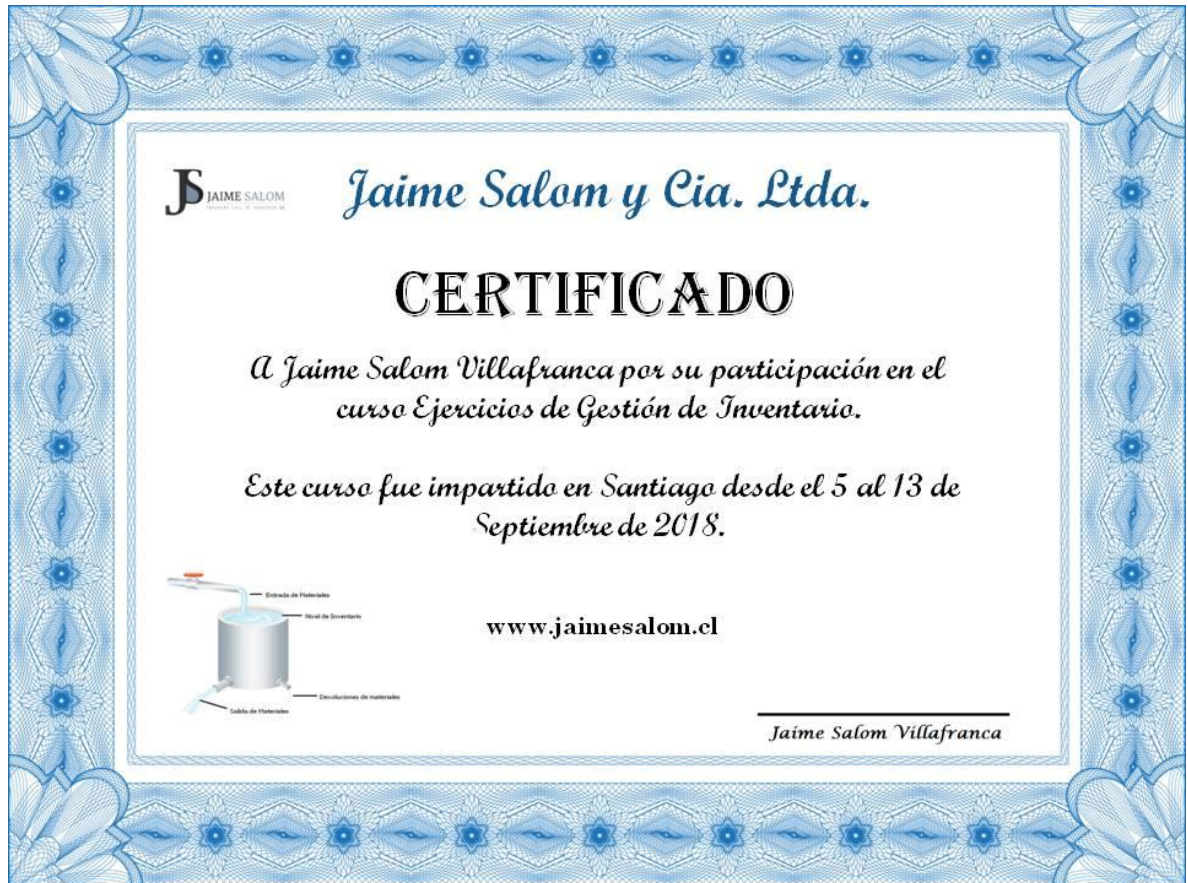 JS JAIME SALOM
Jaime Salom y Cia. Ltda.
CERTIFICADO
A Jaime Salom Villafranca por su participación en el
curso Ejercicios de Gestión de Inventario.
Este curso fue impartido en Santiago desde el 5 al 13 de
Septiembre de 2018.
Entrada de Materiales
Nivel de Inventario
www.jaimesalom.cl
Devoluciones de materiales
Salida de Materiales
Jaime Salom Villafranca